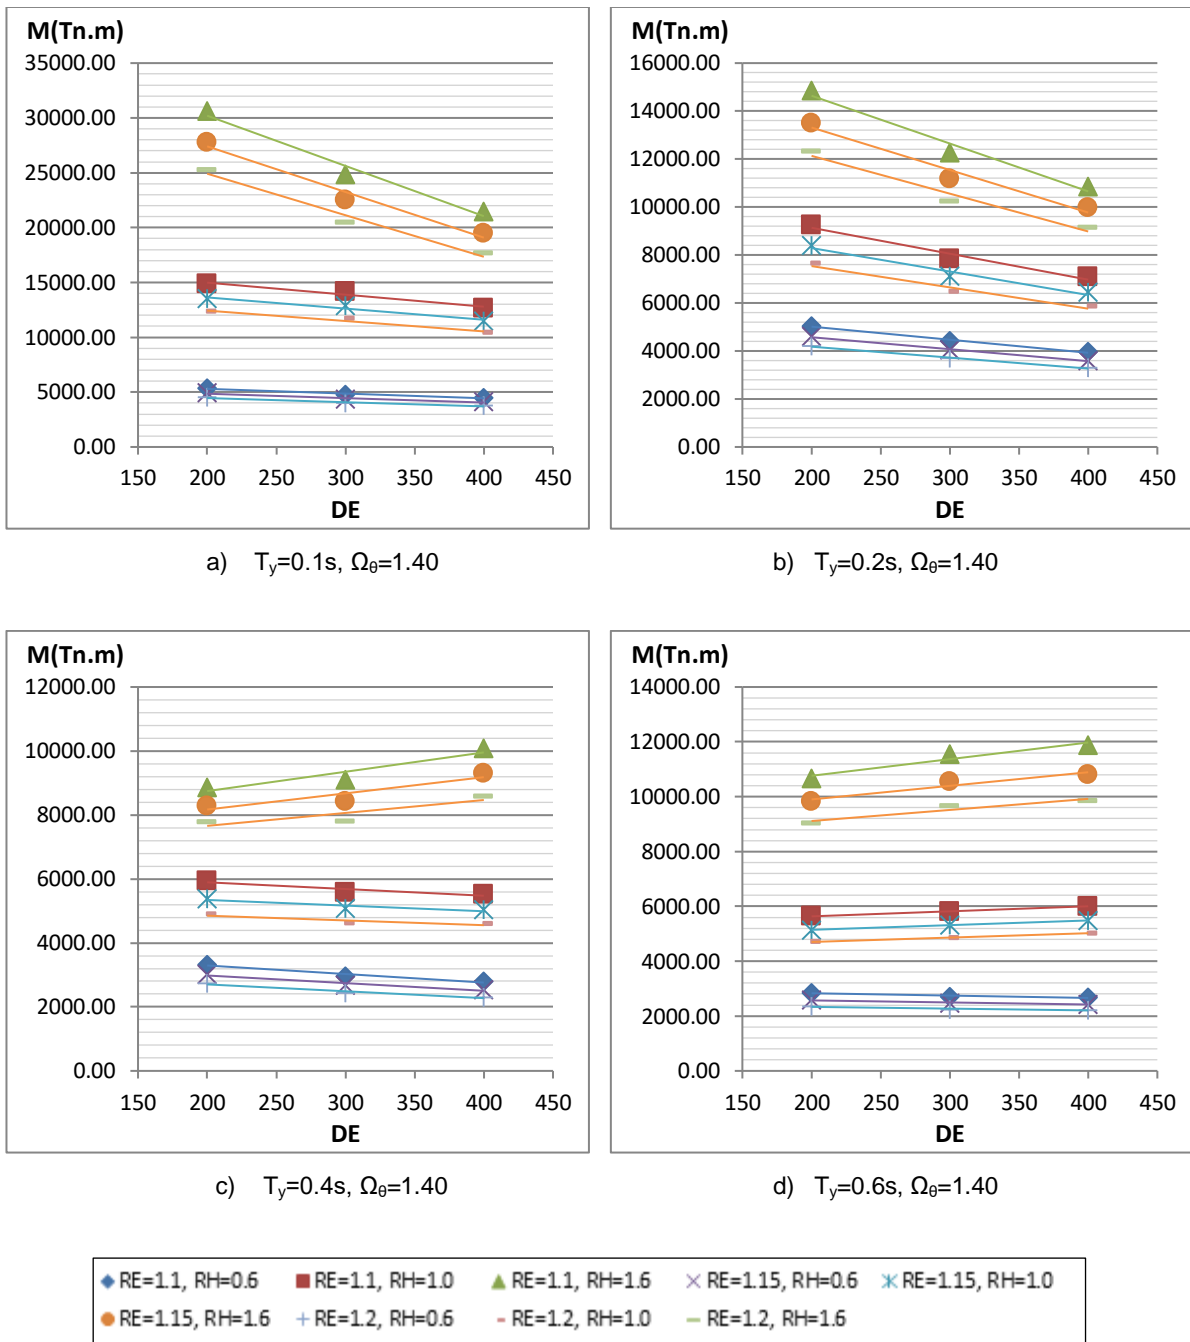 M(Tn.m)
35000.00
30000.00
25000.00
20000.00
15000.00
10000.00
5000.00
0.00
150 200 250 300 350 400 450
DE
a) Ty=0.1s, Ωθ=1.40
M(Tn.m)
16000.00
14000.00
12000.00
10000.00
8000.00
6000.00
4000.00
2000.00
0.00
150 200 250 300 350 400 450
DE
b) Ty=0.2s, Ωθ=1.40
M(Tn.m)
12000.00
10000.00
8000.00
6000.00
4000.00
2000.00
0.00
150 200 250 300 350 400 450
DE
c) Ty=0.4s, Ωθ=1.40
M(Tn.m)
14000.00
12000.00
10000.00
8000.00
6000.00
4000.00
2000.00
0.00
150 200 250 300 350 400 450
DE
d) Ty=0.6s, Ωθ=1.40
RE=1.1, RH=0.6 RE=1.1, RH=1.0 RE=1.1, RH=1.6 RE=1.15, RH=0.6 RE=1.15, RH=1.0
RE=1.15, RH=1.6 RE=1.2, RH=0.6 RE=1.2, RH=1.0 RE=1.2, RH=1.6